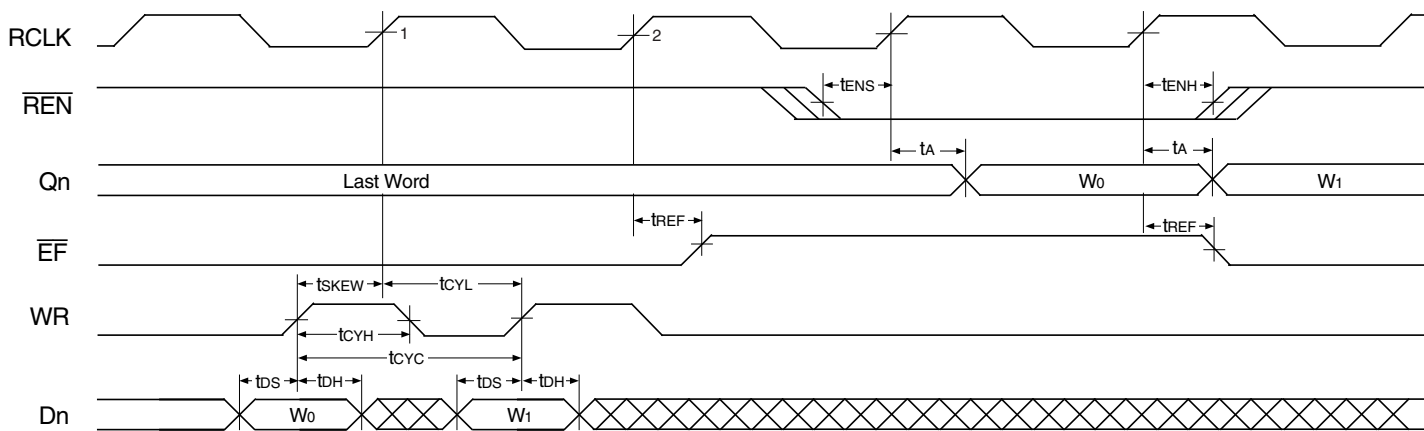 RCLK 1 2
REN tENS tENH
tA tA
Qn Last Word W0 W1
tREF tREF
EF
tSKEW tCYL
WR
tCYH
tCYC
tDS tDH tDS tDH
Dn W0 W1